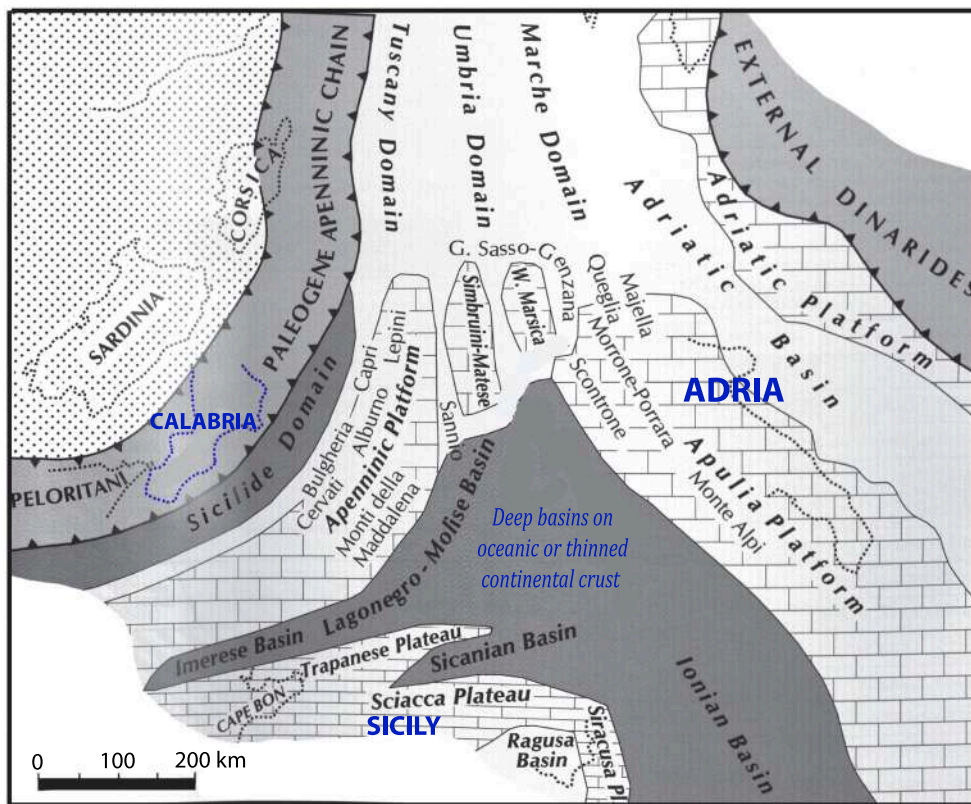 Tuscany Domain
Umbria Domain
Marche Domain
EXTERNAL DINARIDES
Adriatic Platform
Adriatic Basin
PALEOGENE APENNINIC CHAIN
CORSICA
SARDINIA
CALABRIA
PELORITANI
Sicilide Domain
G. Sasso-Genzana
Simbruini-Matese
W. Marsica
Queglia
Majella
Morrone-Porrara
Scontrone
ADRIA
Apulia Platform
Monte Alpi
Bulgheria—Capri
Cervati
Alburno
Lepini
Apenninic Platform
Monti della
Maddalena
Sannio
Lagonegro - Molise Basin
Deep basins on
oceanic or thinned
continental crust
Imerese Basin
Trapanese Plateau
Sicanian Basin
CAPE BON
Sciacca Plateau
SICILY
Ragusa
Basin
Siracusa Pl
Ionian Basin
0 100 200 km